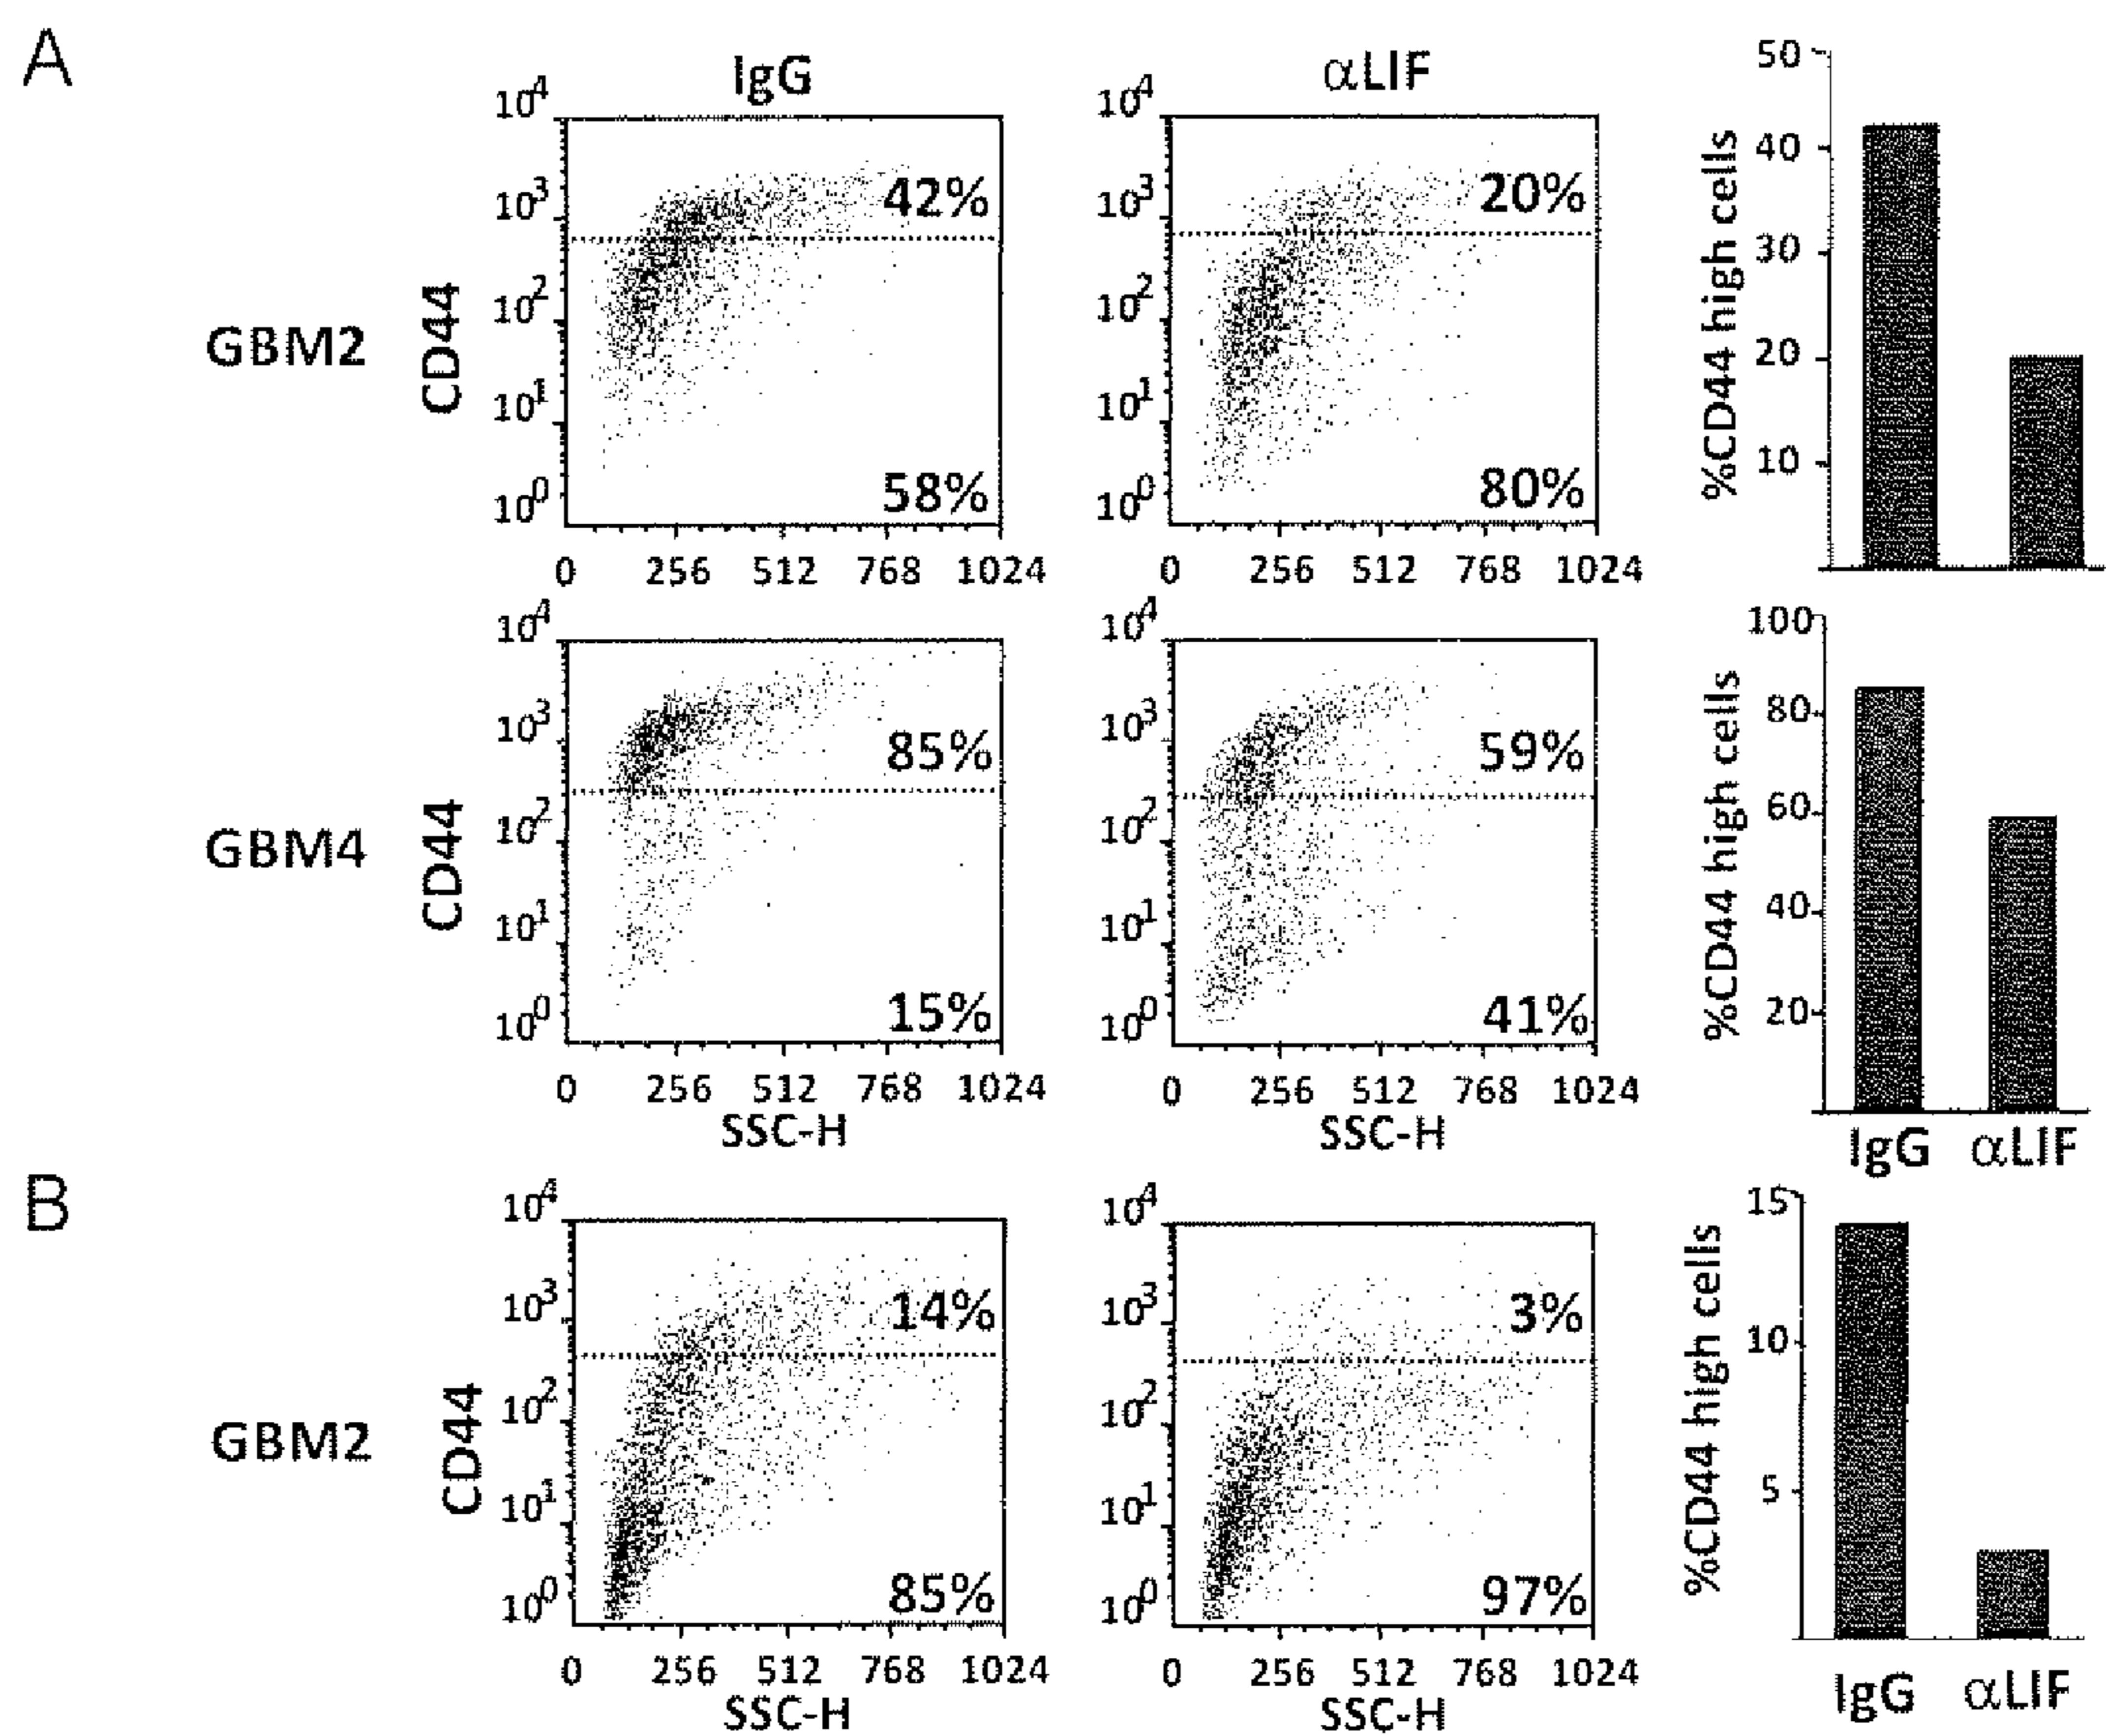 A
IgG
αLIF
10⁴
10³
10²
10¹
10⁰
CD44
GBM2
42%
58%
0 256 512 768 1024
10⁴
10³
10²
10¹
10⁰
20%
80%
0 256 512 768 1024
50
40
30
20
10
%CD44 high cells
GBM4
CD44
10⁴
10³
10²
10¹
10⁰
85%
15%
0 256 512 768 1024
SSC-H
10⁴
10³
10²
10¹
10⁰
59%
41%
0 256 512 768 1024
SSC-H
100
80
60
40
20
%CD44 high cells
IgG αLIF
B
GBM2
CD44
10⁴
10³
10²
10¹
10⁰
14%
85%
0 256 512 768 1024
SSC-H
10⁴
10³
10²
10¹
10⁰
3%
97%
0 256 512 768 1024
SSC-H
15
10
5
%CD44 high cells
IgG αLIF